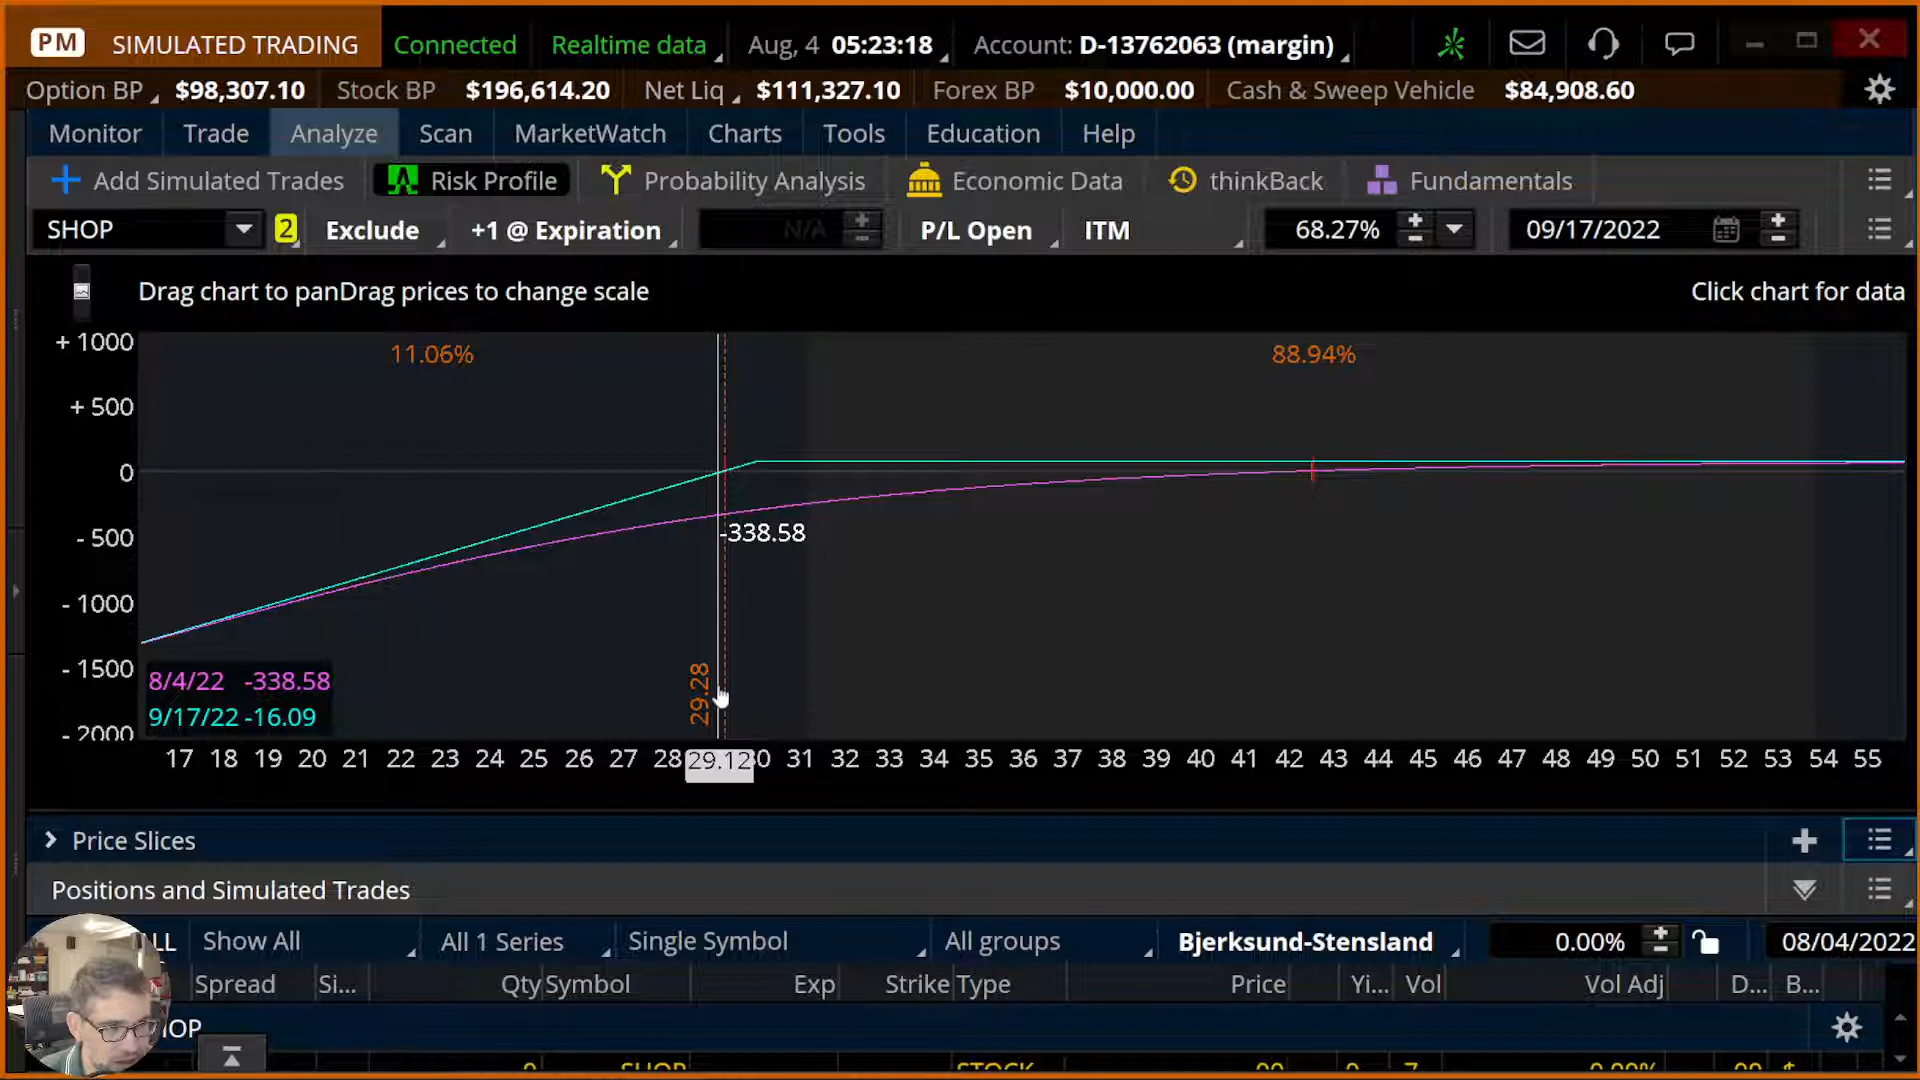 PM SIMULATED TRADING Connected Realtime data Aug, 4 05:23:18 Account: D-13762063 (margin)
Option BP $98,307.10 Stock BP $196,614.20 Net Liq $111,327.10 Forex BP $10,000.00 Cash & Sweep Vehicle $84,908.60
Monitor Trade Analyze Scan MarketWatch Charts Tools Education Help
Add Simulated Trades Risk Profile Probability Analysis Economic Data thinkBack Fundamentals
SHOP 2 Exclude +1 @ Expiration N/A P/L Open ITM 68.27% 09/17/2022
Drag chart to panDrag prices to change scale Click chart for data
+ 1000
11.06% 88.94%
+ 500
0
- 500
-338.58
- 1000
- 1500
8/4/22 -338.58
29.28
9/17/22 -16.09
- 2000
17 18 19 20 21 22 23 24 25 26 27 28 29.12 30 31 32 33 34 35 36 37 38 39 40 41 42 43 44 45 46 47 48 49 50 51 52 53 54 55
Price Slices
Positions and Simulated Trades
Show All All 1 Series Single Symbol All groups Bjerksund-Stensland 0.00% 08/04/2022
Spread Si... Qty Symbol Exp Strike Type Price Yi... Vol Vol Adj D... B...